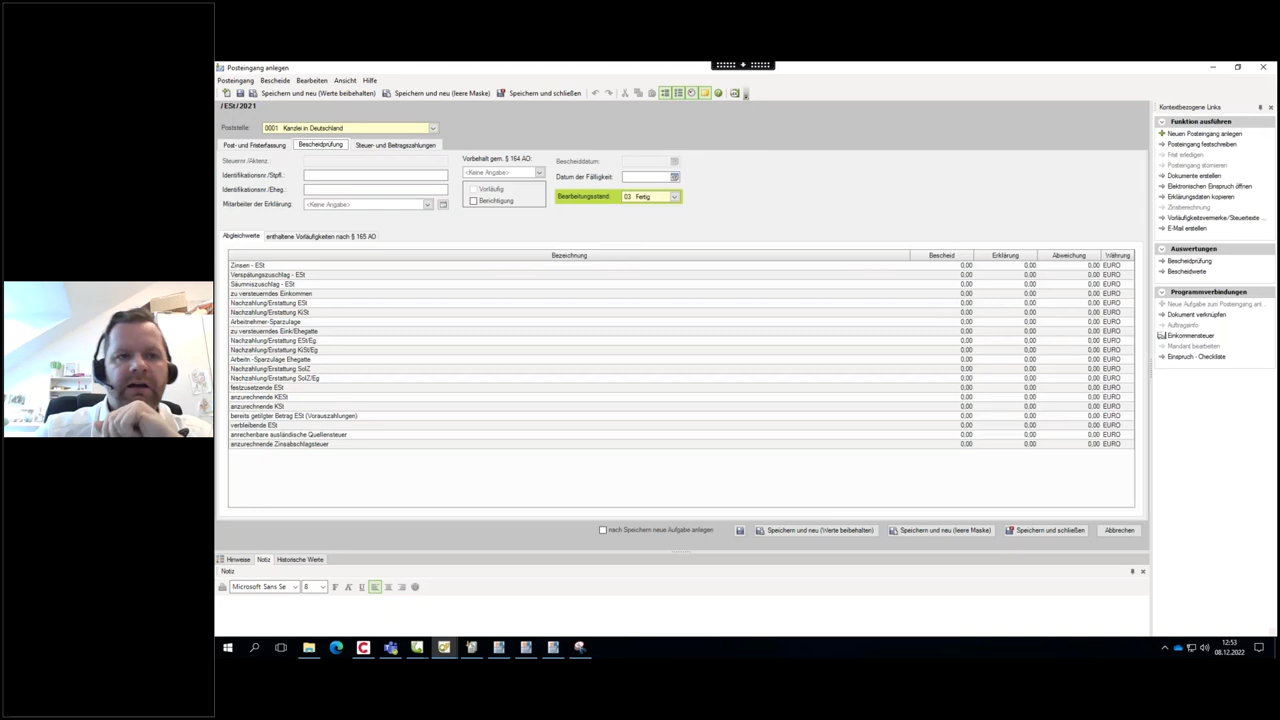 Posteingang anlegen
Posteingang Bescheide Bearbeiten Ansicht Hilfe
Speichern und neu (Werte beibehalten) Speichern und neu (leere Maske) Speichern und schließen
/ESt/2021
Poststelle: 0001 Kanzlei in Deutschland
Post- und Fristerfassung Bescheidprüfung Steuer- und Beitragszahlungen
Steuernr./Aktenz.: Vorbehalt gem. § 164 AO: Bescheiddatum:
Identifikationsnr./Stpfl.: <Keine Angabe> Datum der Fälligkeit:
Identifikationsnr./Eheg.: Vorläufig Bearbeitungsstand: 03 Fertig
Mitarbeiter der Erklärung: <Keine Angabe> Berichtigung
Abgleichwerte enthaltene Vorläufigkeiten nach § 165 AO
Bezeichnung Bescheid Erklärung Abweichung Währung
Zinsen - ESt 0,00 0,00 0,00 EURO
Verspätungszuschlag - ESt 0,00 0,00 0,00 EURO
Säumniszuschlag - ESt 0,00 0,00 0,00 EURO
zu versteuerndes Einkommen 0,00 0,00 0,00 EURO
Nachzahlung/Erstattung ESt 0,00 0,00 0,00 EURO
Nachzahlung/Erstattung KiSt 0,00 0,00 0,00 EURO
Arbeitnehmer-Sparzulage 0,00 0,00 0,00 EURO
zu versteuerndes Eink/Ehegatte 0,00 0,00 0,00 EURO
Nachzahlung/Erstattung ESt/Eg. 0,00 0,00 0,00 EURO
Nachzahlung/Erstattung KiSt/Eg 0,00 0,00 0,00 EURO
Arbeitn.-Sparzulage Ehegatte 0,00 0,00 0,00 EURO
Nachzahlung/Erstattung SolZ 0,00 0,00 0,00 EURO
Nachzahlung/Erstattung SolZ/Eg 0,00 0,00 0,00 EURO
festzusetzende ESt 0,00 0,00 0,00 EURO
anzurechnende KESt 0,00 0,00 0,00 EURO
anzurechnende KSt 0,00 0,00 0,00 EURO
bereits getilgter Betrag ESt (Vorauszahlungen) 0,00 0,00 0,00 EURO
verbleibende ESt 0,00 0,00 0,00 EURO
anrechenbare ausländische Quellensteuer 0,00 0,00 0,00 EURO
anzurechnende Zinsabschlagsteuer 0,00 0,00 0,00 EURO
nach Speichern neue Aufgabe anlegen Speichern und neu (Werte beibehalten) Speichern und neu (leere Maske) Speichern und schließen Abbrechen
Hinweise Notiz Historische Werte
Notiz
Microsoft Sans Se 8 F A U
Kontextbezogene Links
Funktion ausführen
Neuen Posteingang anlegen
Posteingang festschreiben
Frist erledigen
Posteingang stornieren
Dokumente erstellen
Elektronischen Einspruch öffnen
Erklärungsdaten kopieren
Zinsberechnung
Vorläufigkeitsvermerke/Steuertexte ...
E-Mail erstellen
Auswertungen
Bescheidprüfung
Bescheidwerte
Programmverbindungen
Neue Aufgabe zum Posteingang anl...
Dokument verknüpfen
Auftraginfo
Einkommensteuer
Mandant bearbeiten
Einspruch - Checkliste
12:53
08.12.2022